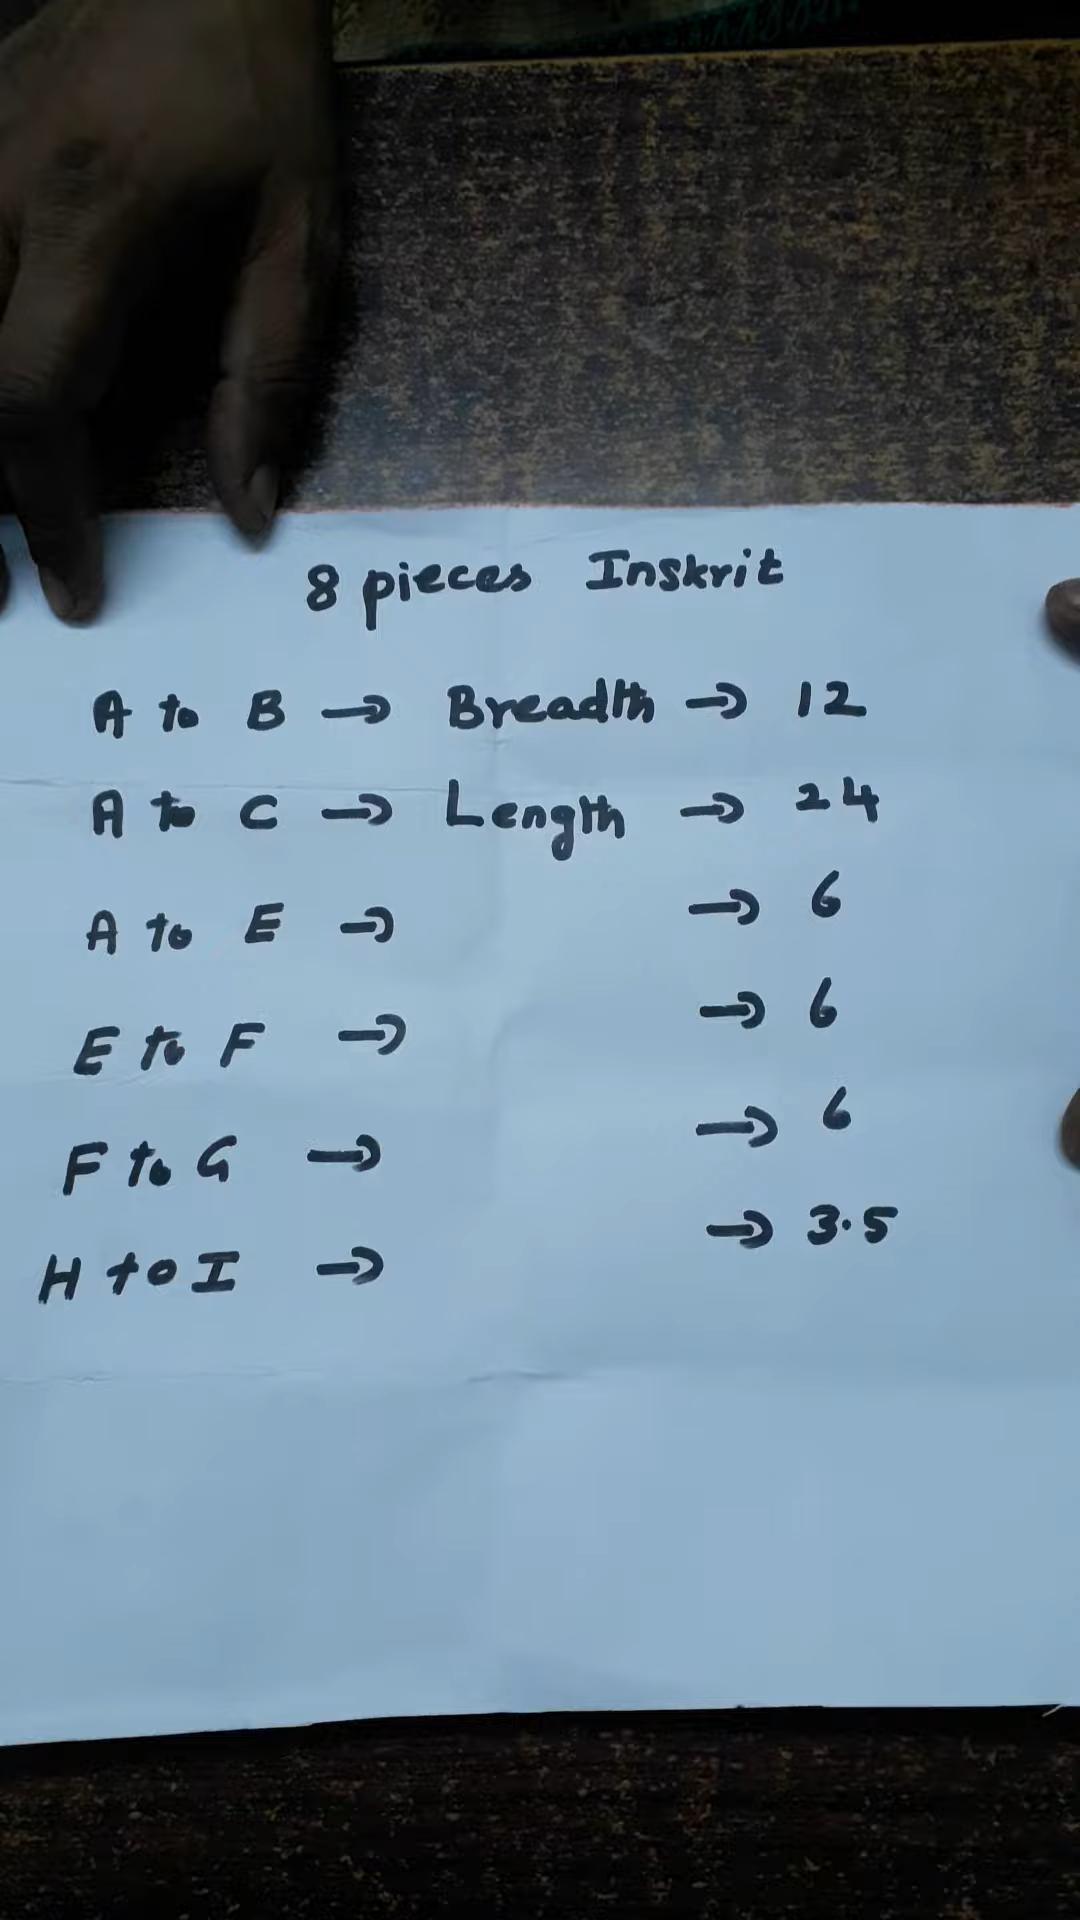 8 pieces Inskrit
A to B → Breadth → 12
A to C → Length → 24
A to E → → 6
E to F → → 6
F to G → → 6
H to I → → 3.5